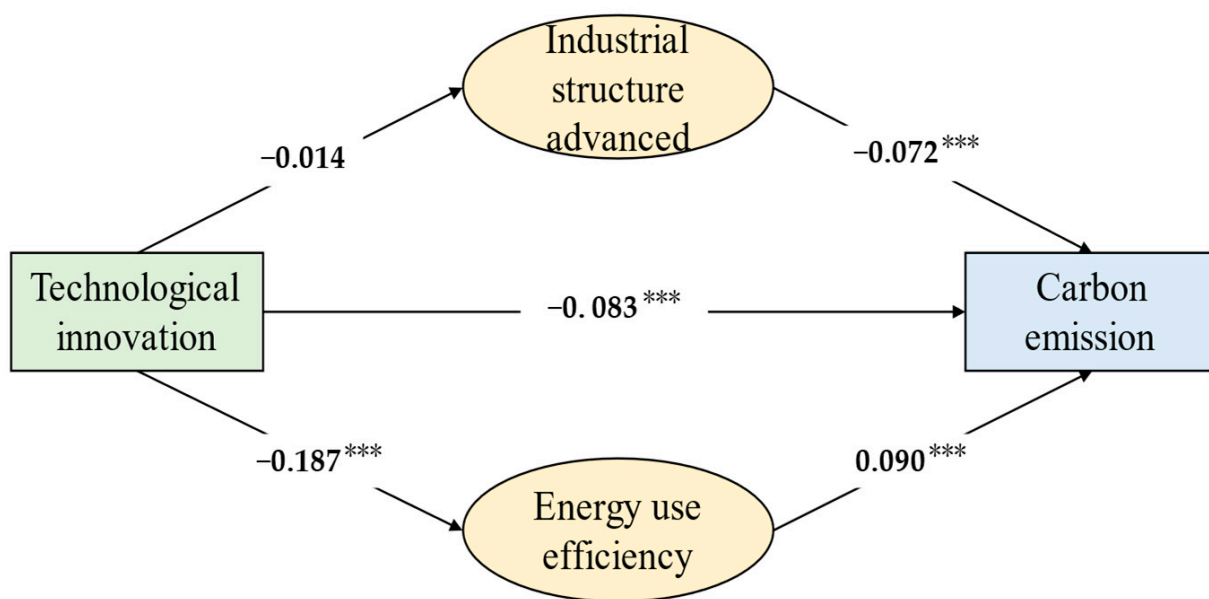 Industrial
structure
advanced
−0.014
−0.072***
Technological
innovation
−0.083***
Carbon
emission
−0.187***
0.090***
Energy use
efficiency